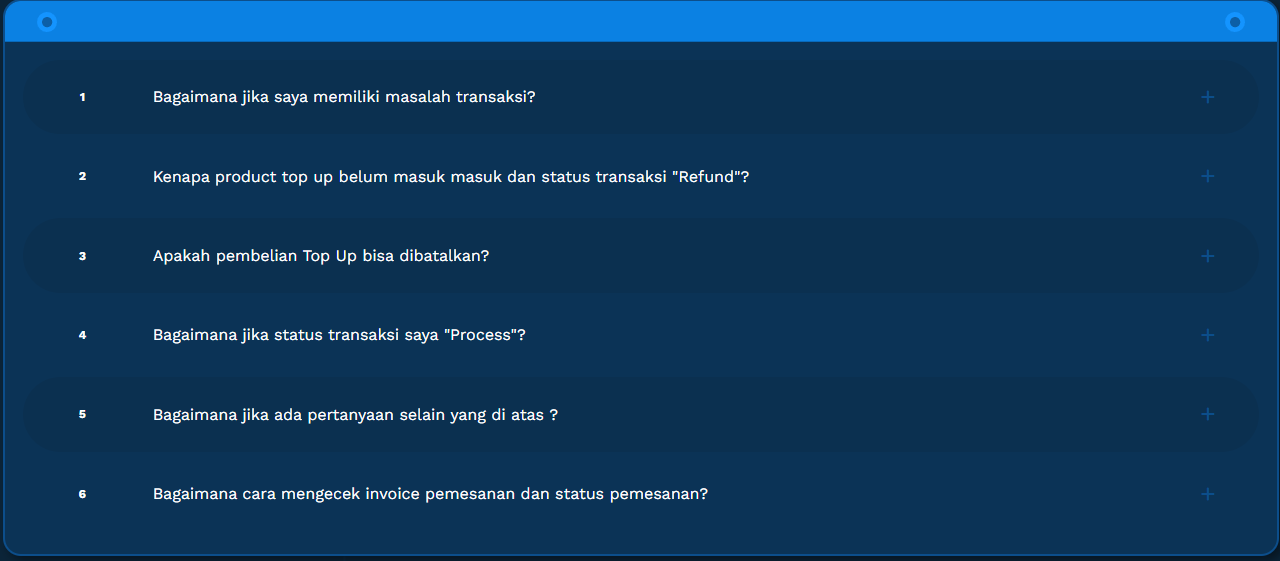 1 Bagaimana jika saya memiliki masalah transaksi? +
2 Kenapa product top up belum masuk masuk dan status transaksi "Refund"? +
3 Apakah pembelian Top Up bisa dibatalkan? +
4 Bagaimana jika status transaksi saya "Process"? +
5 Bagaimana jika ada pertanyaan selain yang di atas ? +
6 Bagaimana cara mengecek invoice pemesanan dan status pemesanan? +